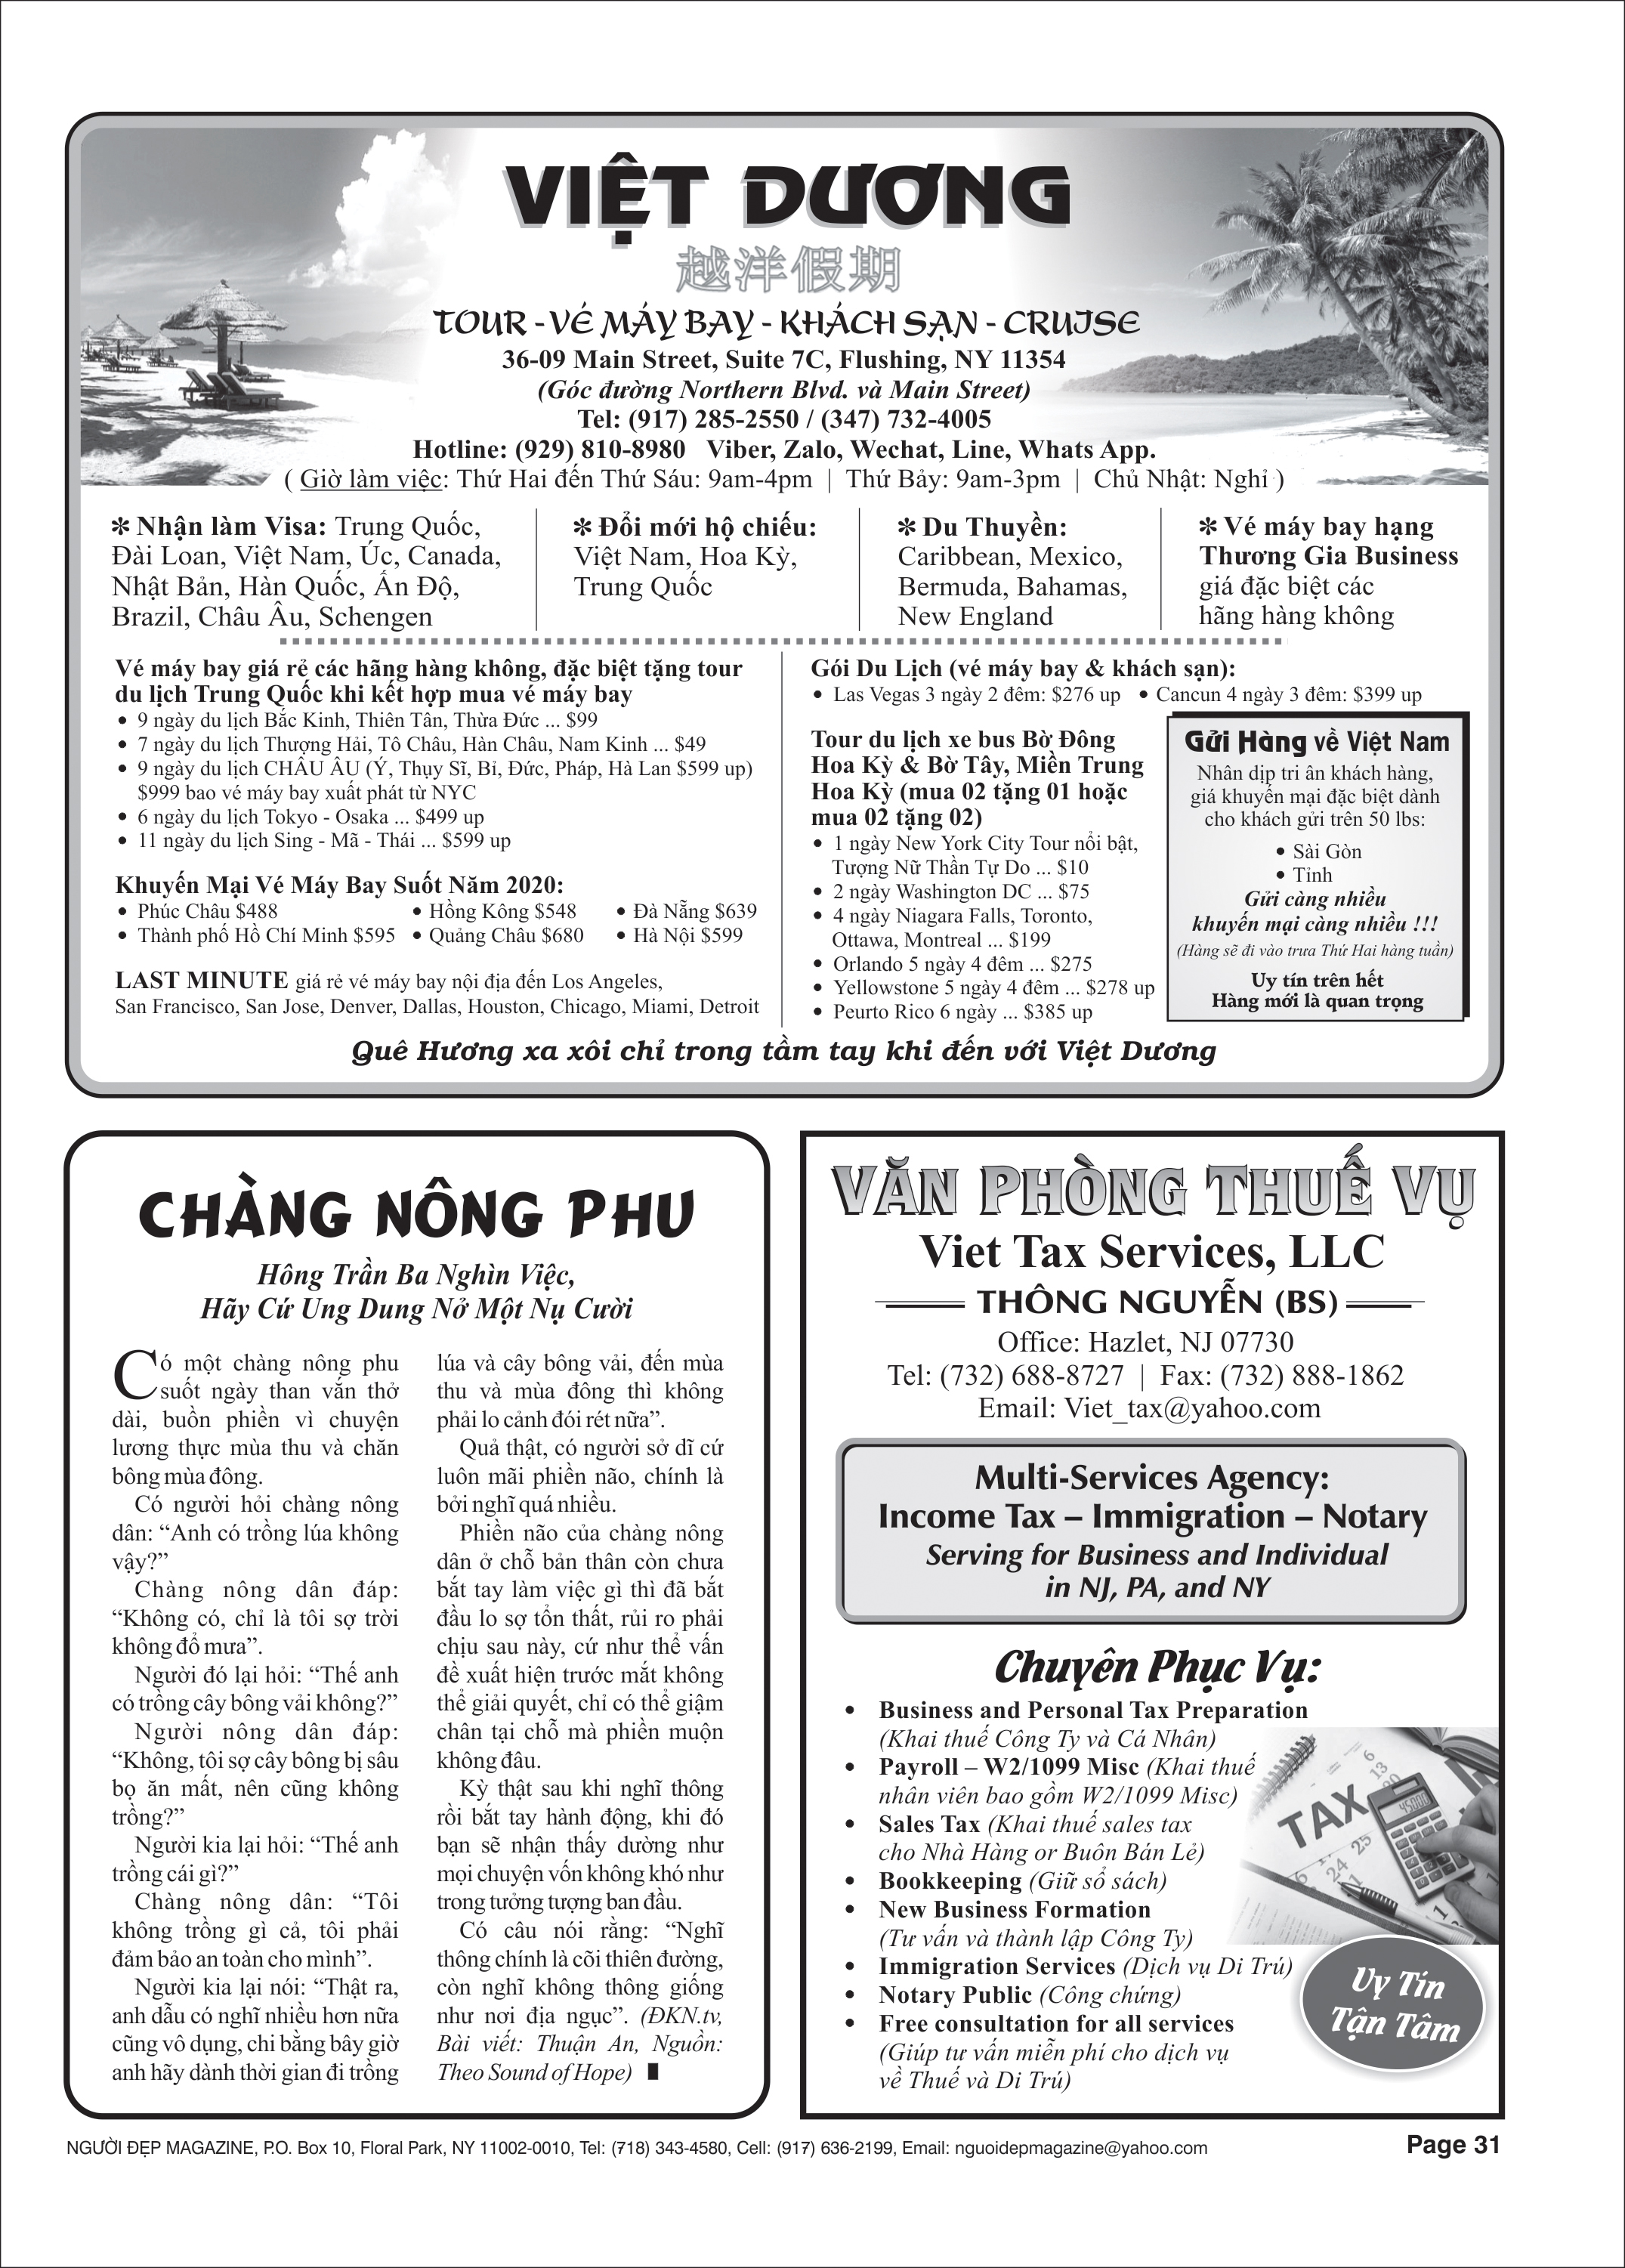 VIỆT DƯƠNG
越洋假期
TOUR - VÉ MÁY BAY - KHÁCH SẠN - CRUISE
36-09 Main Street, Suite 7C, Flushing, NY 11354
(Góc đường Northern Blvd. và Main Street)
Tel: (917) 285-2550 / (347) 732-4005
Hotline: (929) 810-8980 Viber, Zalo, Wechat, Line, Whats App.
( Giờ làm việc: Thứ Hai đến Thứ Sáu: 9am-4pm | Thứ Bảy: 9am-3pm | Chủ Nhật: Nghỉ )
✻ Nhận làm Visa: Trung Quốc,
Đài Loan, Việt Nam, Úc, Canada,
Nhật Bản, Hàn Quốc, Ấn Độ,
Brazil, Châu Âu, Schengen
✻ Đổi mới hộ chiếu:
Việt Nam, Hoa Kỳ,
Trung Quốc
✻ Du Thuyền:
Caribbean, Mexico,
Bermuda, Bahamas,
New England
✻ Vé máy bay hạng
Thương Gia Business
giá đặc biệt các
hãng hàng không
Vé máy bay giá rẻ các hãng hàng không, đặc biệt tặng tour
du lịch Trung Quốc khi kết hợp mua vé máy bay
• 9 ngày du lịch Bắc Kinh, Thiên Tân, Thừa Đức ... $99
• 7 ngày du lịch Thượng Hải, Tô Châu, Hàn Châu, Nam Kinh ... $49
• 9 ngày du lịch CHÂU ÂU (Ý, Thụy Sĩ, Bỉ, Đức, Pháp, Hà Lan $599 up)
$999 bao vé máy bay xuất phát từ NYC
• 6 ngày du lịch Tokyo - Osaka ... $499 up
• 11 ngày du lịch Sing - Mã - Thái ... $599 up
Khuyến Mại Vé Máy Bay Suốt Năm 2020:
• Phúc Châu $488 • Hồng Kông $548 • Đà Nẵng $639
• Thành phố Hồ Chí Minh $595 • Quảng Châu $680 • Hà Nội $599
LAST MINUTE giá rẻ vé máy bay nội địa đến Los Angeles,
San Francisco, San Jose, Denver, Dallas, Houston, Chicago, Miami, Detroit
Gói Du Lịch (vé máy bay & khách sạn):
• Las Vegas 3 ngày 2 đêm: $276 up • Cancun 4 ngày 3 đêm: $399 up
Tour du lịch xe bus Bờ Đông
Hoa Kỳ & Bờ Tây, Miền Trung
Hoa Kỳ (mua 02 tặng 01 hoặc
mua 02 tặng 02)
• 1 ngày New York City Tour nổi bật,
Tượng Nữ Thần Tự Do ... $10
• 2 ngày Washington DC ... $75
• 4 ngày Niagara Falls, Toronto,
Ottawa, Montreal ... $199
• Orlando 5 ngày 4 đêm ... $275
• Yellowstone 5 ngày 4 đêm ... $278 up
• Peurto Rico 6 ngày ... $385 up
Gửi Hàng về Việt Nam
Nhân dịp tri ân khách hàng,
giá khuyến mại đặc biệt dành
cho khách gửi trên 50 lbs:
• Sài Gòn
• Tỉnh
Gửi càng nhiều
khuyến mại càng nhiều !!!
(Hàng sẽ đi vào trưa Thứ Hai hàng tuần)
Uy tín trên hết
Hàng mới là quan trọng
Quê Hương xa xôi chỉ trong tầm tay khi đến với Việt Dương
CHÀNG NÔNG PHU
Hông Trần Ba Nghìn Việc,
Hãy Cứ Ung Dung Nở Một Nụ Cười
Có một chàng nông phu
suốt ngày than vắn thở
dài, buồn phiền vì chuyện
lương thực mùa thu và chăn
bông mùa đông.
Có người hỏi chàng nông
dân: “Anh có trồng lúa không
vậy?”
Chàng nông dân đáp:
“Không có, chỉ là tôi sợ trời
không đổ mưa”.
Người đó lại hỏi: “Thế anh
có trồng cây bông vải không?”
Người nông dân đáp:
“Không, tôi sợ cây bông bị sâu
bọ ăn mất, nên cũng không
trồng?”
Người kia lại hỏi: “Thế anh
trồng cái gì?”
Chàng nông dân: “Tôi
không trồng gì cả, tôi phải
đảm bảo an toàn cho mình”.
Người kia lại nói: “Thật ra,
anh dẫu có nghĩ nhiều hơn nữa
cũng vô dụng, chi bằng bây giờ
anh hãy dành thời gian đi trồng
lúa và cây bông vải, đến mùa
thu và mùa đông thì không
phải lo cảnh đói rét nữa”.
Quả thật, có người sở dĩ cứ
luôn mãi phiền não, chính là
bởi nghĩ quá nhiều.
Phiền não của chàng nông
dân ở chỗ bản thân còn chưa
bắt tay làm việc gì thì đã bắt
đầu lo sợ tổn thất, rủi ro phải
chịu sau này, cứ như thể vấn
đề xuất hiện trước mắt không
thể giải quyết, chỉ có thể giậm
chân tại chỗ mà phiền muộn
không đâu.
Kỳ thật sau khi nghĩ thông
rồi bắt tay hành động, khi đó
bạn sẽ nhận thấy dường như
mọi chuyện vốn không khó như
trong tưởng tượng ban đầu.
Có câu nói rằng: “Nghĩ
thông chính là cõi thiên đường,
còn nghĩ không thông giống
như nơi địa ngục”. (ĐKN.tv,
Bài viết: Thuận An, Nguồn:
Theo Sound of Hope)
VĂN PHÒNG THUẾ VỤ
Viet Tax Services, LLC
THÔNG NGUYỄN (BS)
Office: Hazlet, NJ 07730
Tel: (732) 688-8727 | Fax: (732) 888-1862
Email: Viet_tax@yahoo.com
Multi-Services Agency:
Income Tax – Immigration – Notary
Serving for Business and Individual
in NJ, PA, and NY
Chuyên Phục Vụ:
• Business and Personal Tax Preparation
(Khai thuế Công Ty và Cá Nhân)
• Payroll – W2/1099 Misc (Khai thuế
nhân viên bao gồm W2/1099 Misc)
• Sales Tax (Khai thuế sales tax
cho Nhà Hàng or Buôn Bán Lẻ)
• Bookkeeping (Giữ sổ sách)
• New Business Formation
(Tư vấn và thành lập Công Ty)
• Immigration Services (Dịch vụ Di Trú)
• Notary Public (Công chứng)
• Free consultation for all services
(Giúp tư vấn miễn phí cho dịch vụ
về Thuế và Di Trú)
TAX
Uy Tín
Tận Tâm
NGƯỜI ĐẸP MAGAZINE, P.O. Box 10, Floral Park, NY 11002-0010, Tel: (718) 343-4580, Cell: (917) 636-2199, Email: nguoidepmagazine@yahoo.com
Page 31